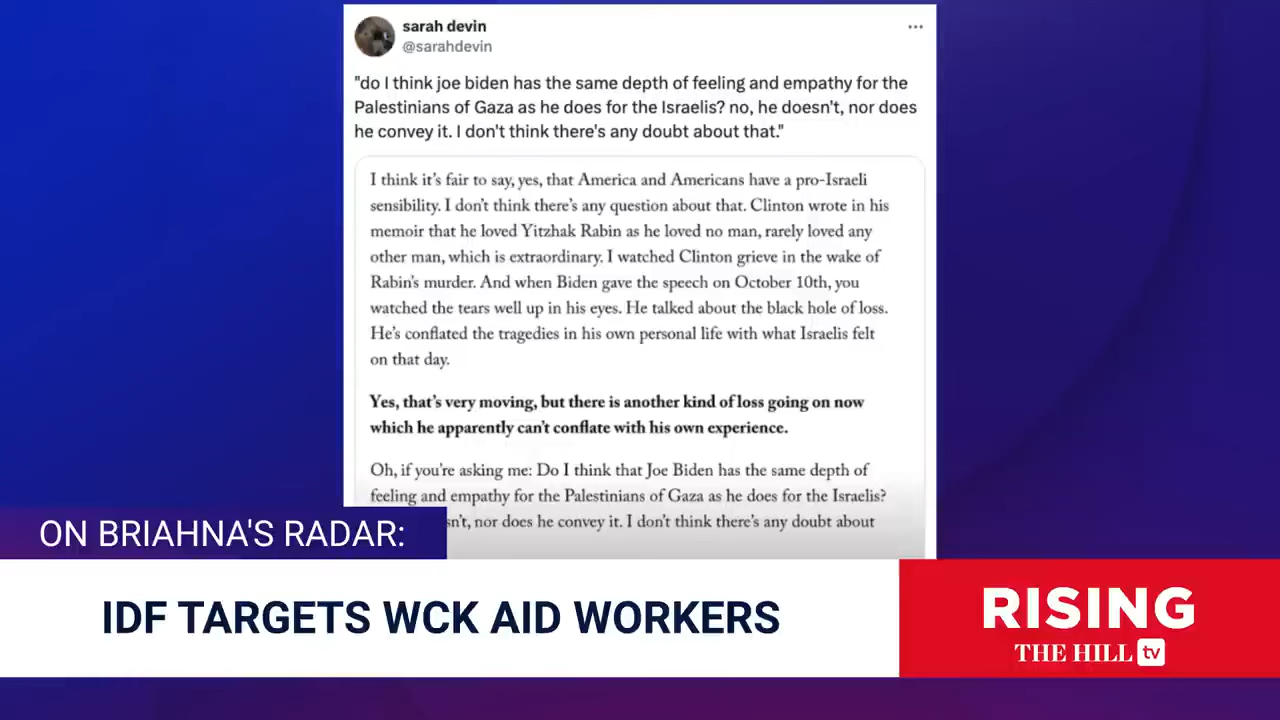 sarah devin
@sarahdevin
"do I think joe biden has the same depth of feeling and empathy for the
Palestinians of Gaza as he does for the Israelis? no, he doesn't, nor does
he convey it. I don't think there's any doubt about that."
I think it's fair to say, yes, that America and Americans have a pro-Israeli
sensibility. I don't think there's any question about that. Clinton wrote in his
memoir that he loved Yitzhak Rabin as he loved no man, rarely loved any
other man, which is extraordinary. I watched Clinton grieve in the wake of
Rabin's murder. And when Biden gave the speech on October 10th, you
watched the tears well up in his eyes. He talked about the black hole of loss.
He's conflated the tragedies in his own personal life with what Israelis felt
on that day.
Yes, that's very moving, but there is another kind of loss going on now
which he apparently can't conflate with his own experience.
Oh, if you're asking me: Do I think that Joe Biden has the same depth of
feeling and empathy for the Palestinians of Gaza as he does for the Israelis?
sn't, nor does he convey it. I don't think there's any doubt about
ON BRIAHNA'S RADAR:
IDF TARGETS WCK AID WORKERS
RISING
THE HILL tv